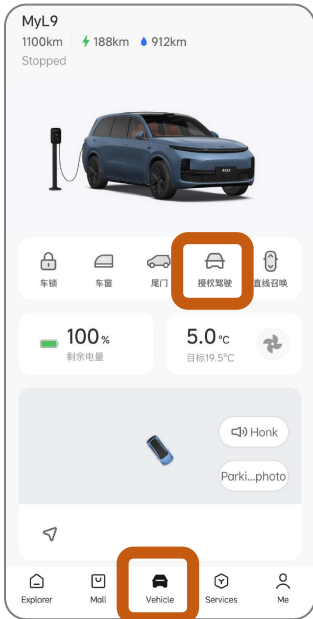 MyL9
1100km 188km 912km
Stopped
车锁 车窗 尾门 授权驾驶 直线召唤
100% 5.0℃
剩余电量 目标19.5℃
Honk
Parki...photo
Explorer Mall Vehicle Services Me